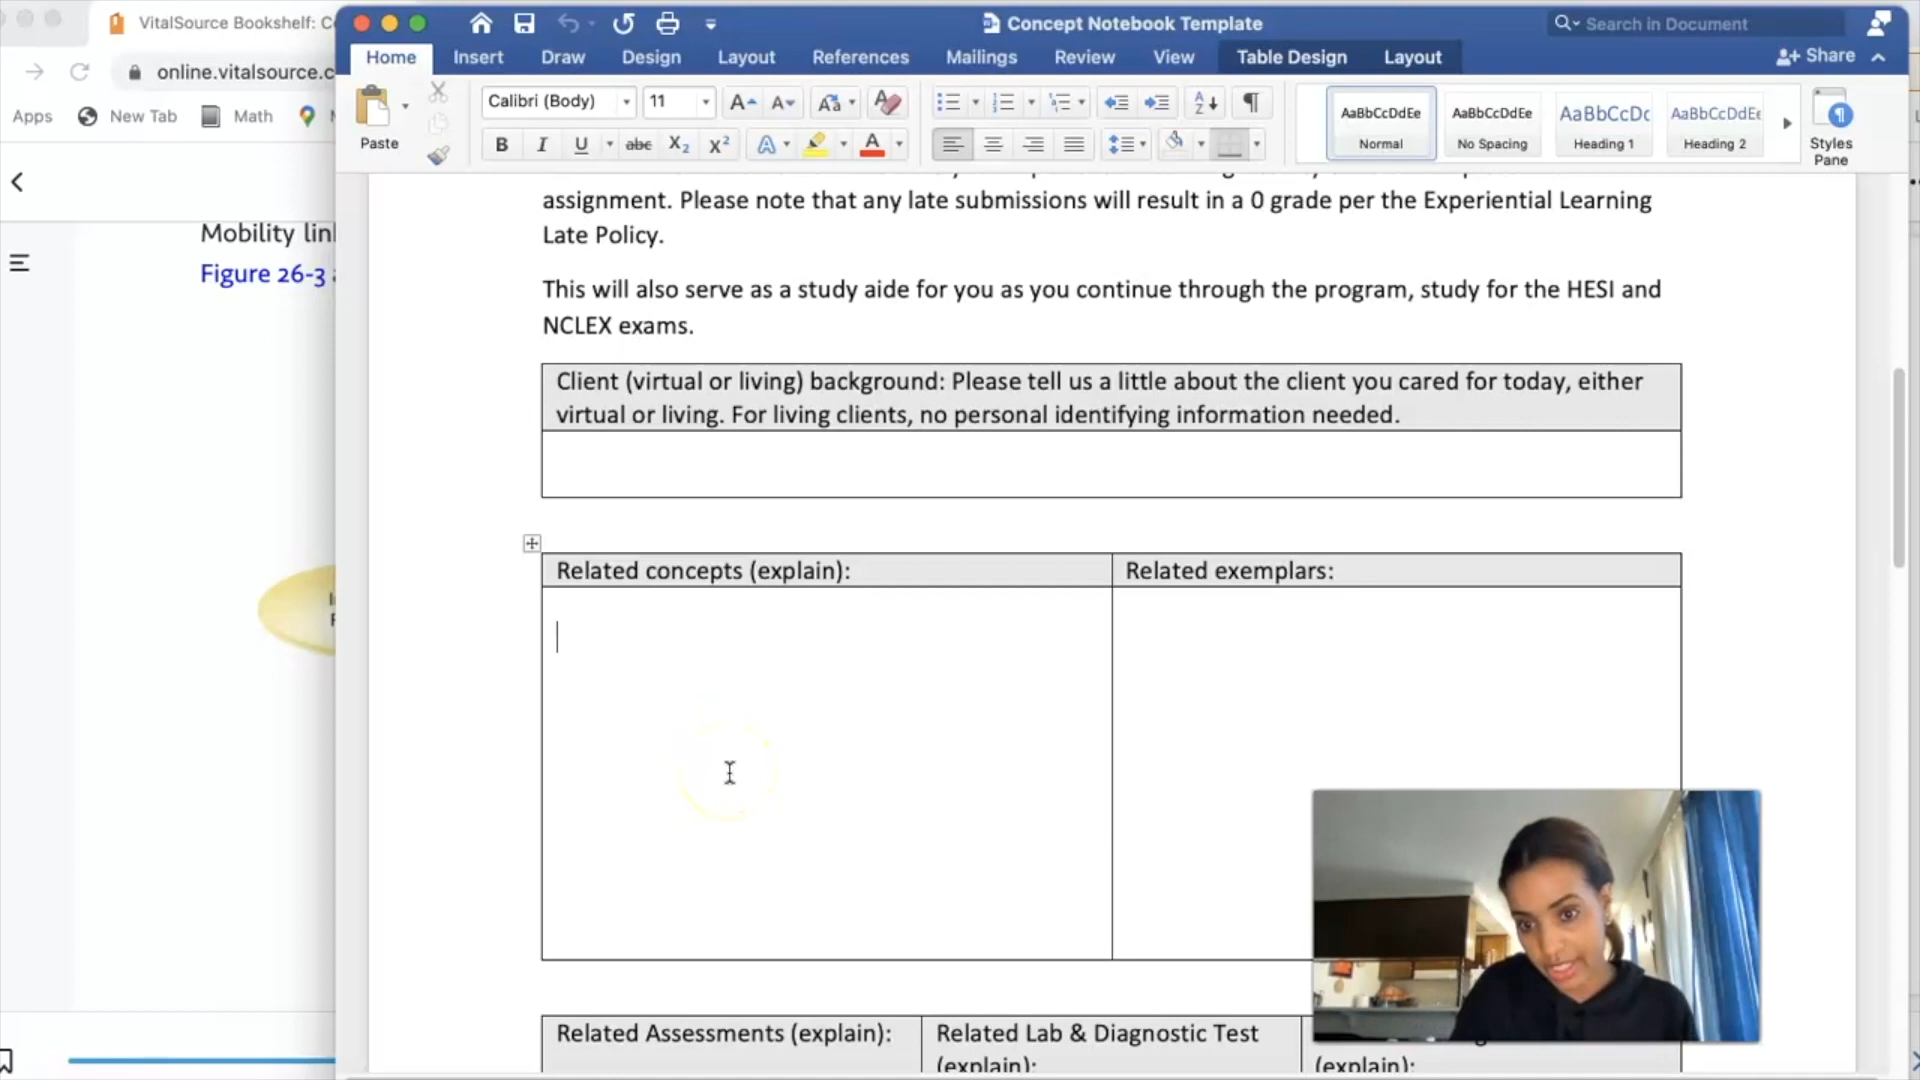 VitalSource Bookshelf: C
Concept Notebook Template
Search in Document
Home Insert Draw Design Layout References Mailings Review View Table Design Layout
Share
online.vitalsource.c
Apps New Tab Math
Paste
Calibri (Body) 11
AaBbCcDdEe AaBbCcDdEe AaBbCcDc AaBbCcDdEe
Normal No Spacing Heading 1 Heading 2
Styles
Pane
assignment. Please note that any late submissions will result in a 0 grade per the Experiential Learning
Late Policy.
Mobility lin
Figure 26-3
This will also serve as a study aide for you as you continue through the program, study for the HESI and
NCLEX exams.
Client (virtual or living) background: Please tell us a little about the client you cared for today, either
virtual or living. For living clients, no personal identifying information needed.
Related concepts (explain): Related exemplars:
Related Assessments (explain): Related Lab & Diagnostic Test
(explain): (explain):